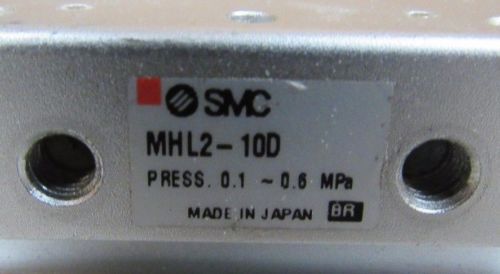 SMC
MHL2-10D
PRESS. 0.1 ~ 0.6 MPa
MADE IN JAPAN BR